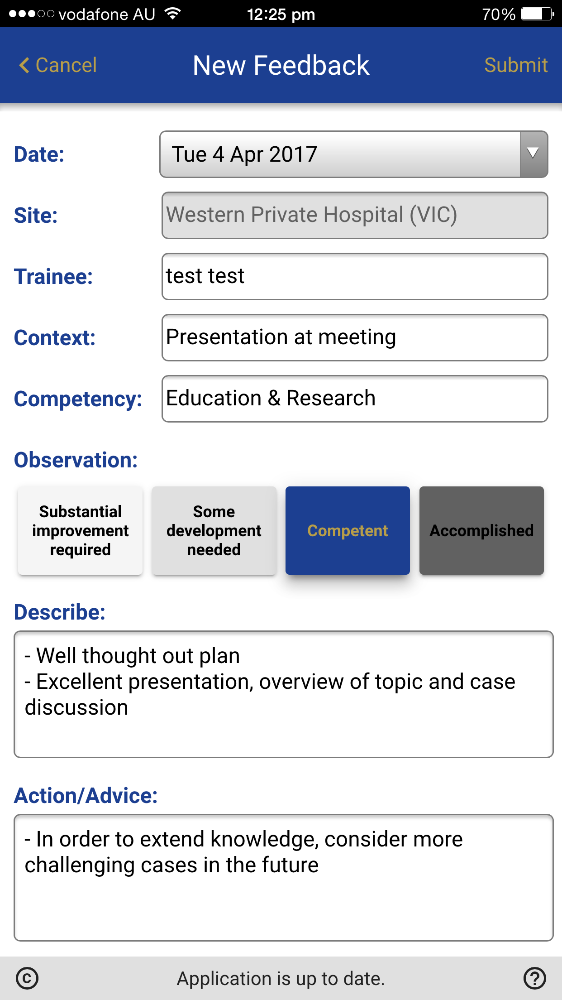 vodafone AU 12:25 pm 70%
Cancel New Feedback Submit
Date: Tue 4 Apr 2017
Site: Western Private Hospital (VIC)
Trainee: test test
Context: Presentation at meeting
Competency: Education & Research
Observation:
Substantial
improvement
required
Some
development
needed
Competent
Accomplished
Describe:
- Well thought out plan
- Excellent presentation, overview of topic and case
discussion
Action/Advice:
- In order to extend knowledge, consider more
challenging cases in the future
© Application is up to date. ?